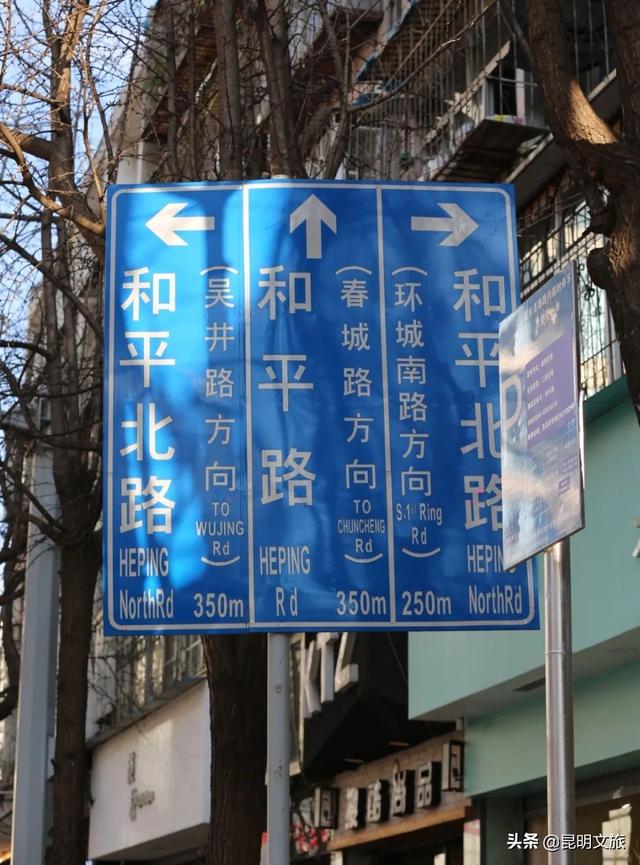 和平北路
（吴井路方向
TO
WUJING
Rd）
HEPING
NorthRd
350m
和平路
（春城路方向
TO
CHUNCHENG
Rd）
HEPING
Rd
350m
（环城南路方向
S.1st Ring
Rd）
250m
和平北路
HEPIN
NorthRd
KTZ
头条 @昆明文旅